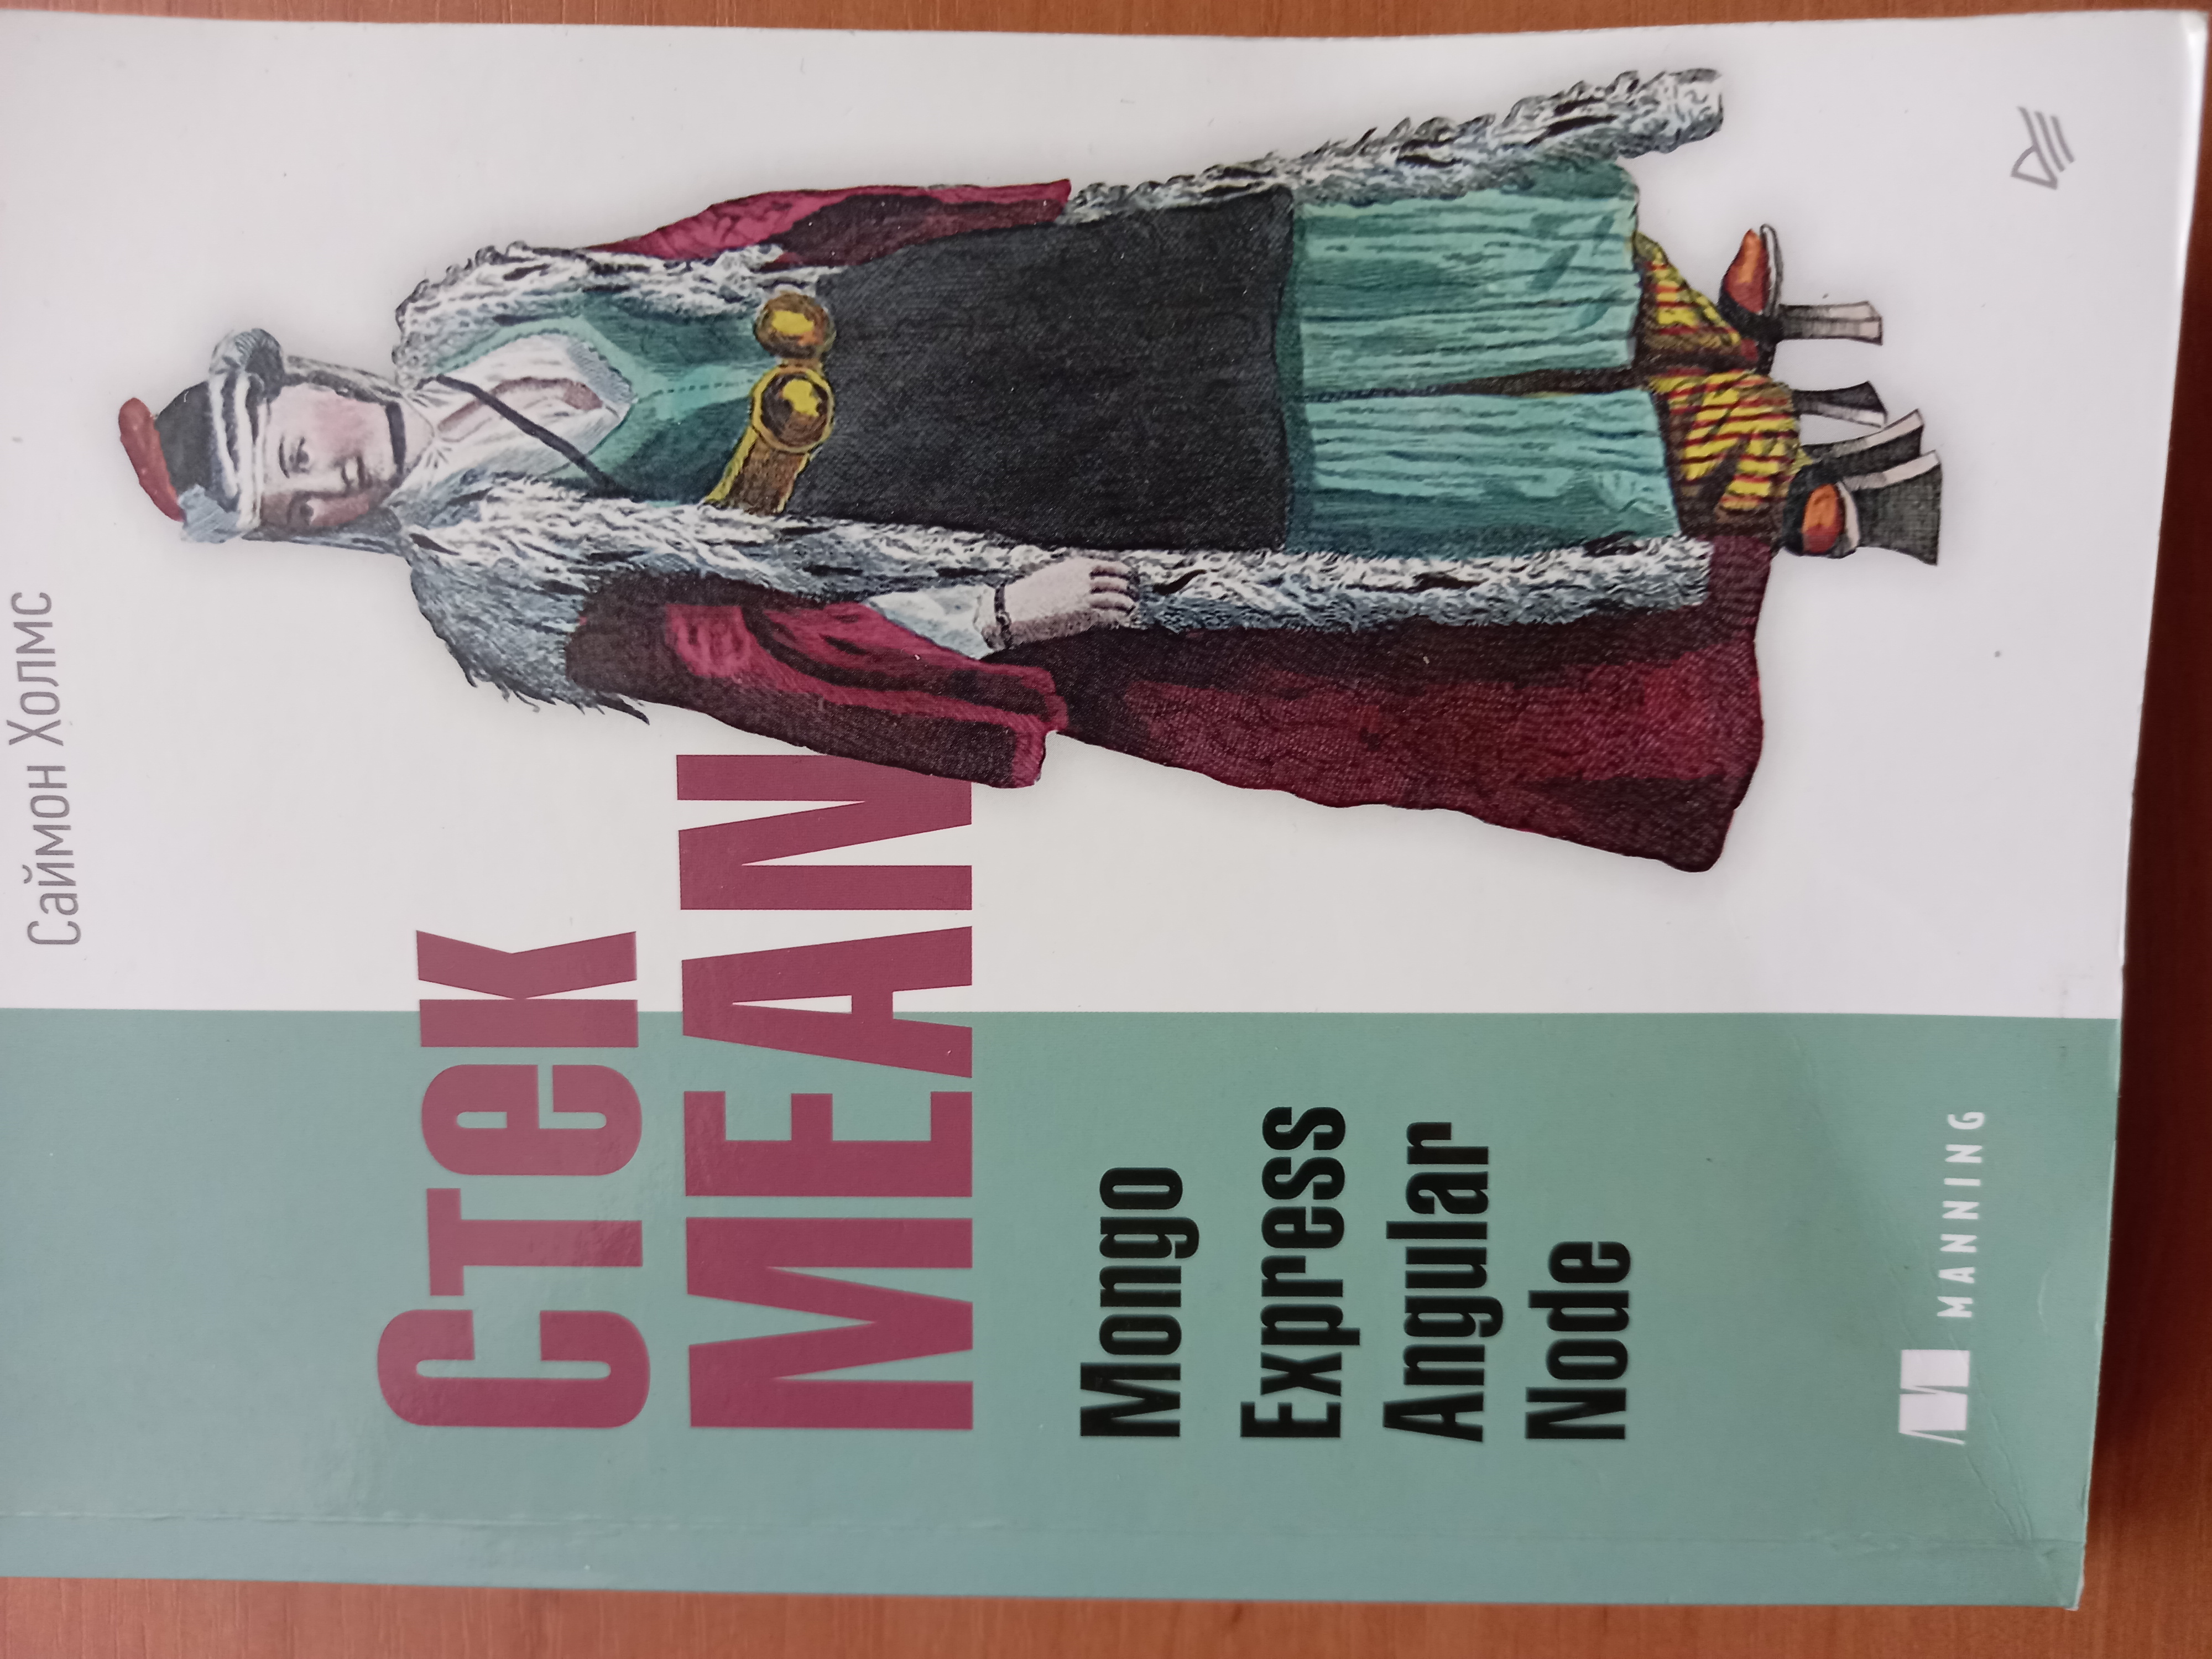 Саймон Холмс
Стек
MEAN
Mongo
Express
Angular
Node
MANNING